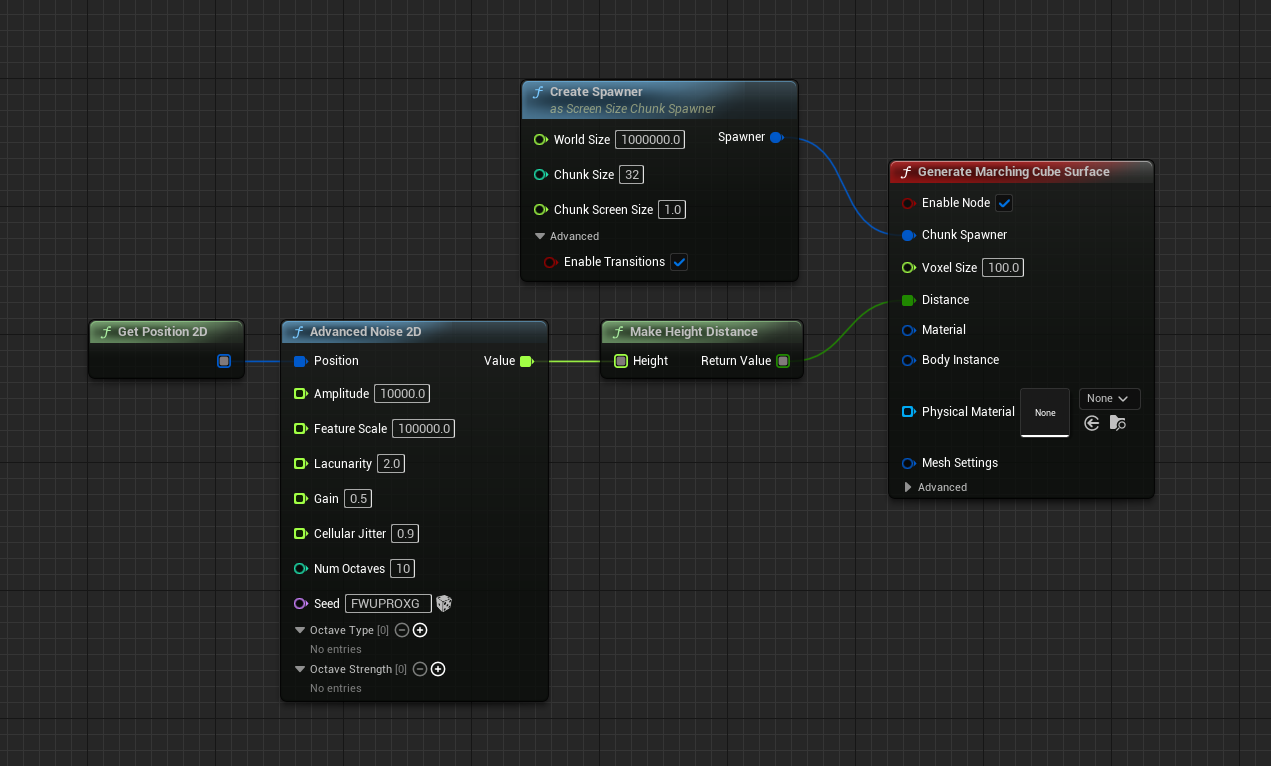 Create Spawner
as Screen Size Chunk Spawner
World Size 1000000.0 Spawner
Chunk Size 32
Chunk Screen Size 1.0
Advanced
Enable Transitions
Generate Marching Cube Surface
Enable Node
Chunk Spawner
Voxel Size 100.0
Distance
Material
Body Instance
Physical Material None None
Mesh Settings
Advanced
Get Position 2D
Advanced Noise 2D
Position Value
Amplitude 10000.0
Feature Scale 100000.0
Lacunarity 2.0
Gain 0.5
Cellular Jitter 0.9
Num Octaves 10
Seed FWUPROXG
Octave Type [0]
No entries
Octave Strength [0]
No entries
Make Height Distance
Height Return Value